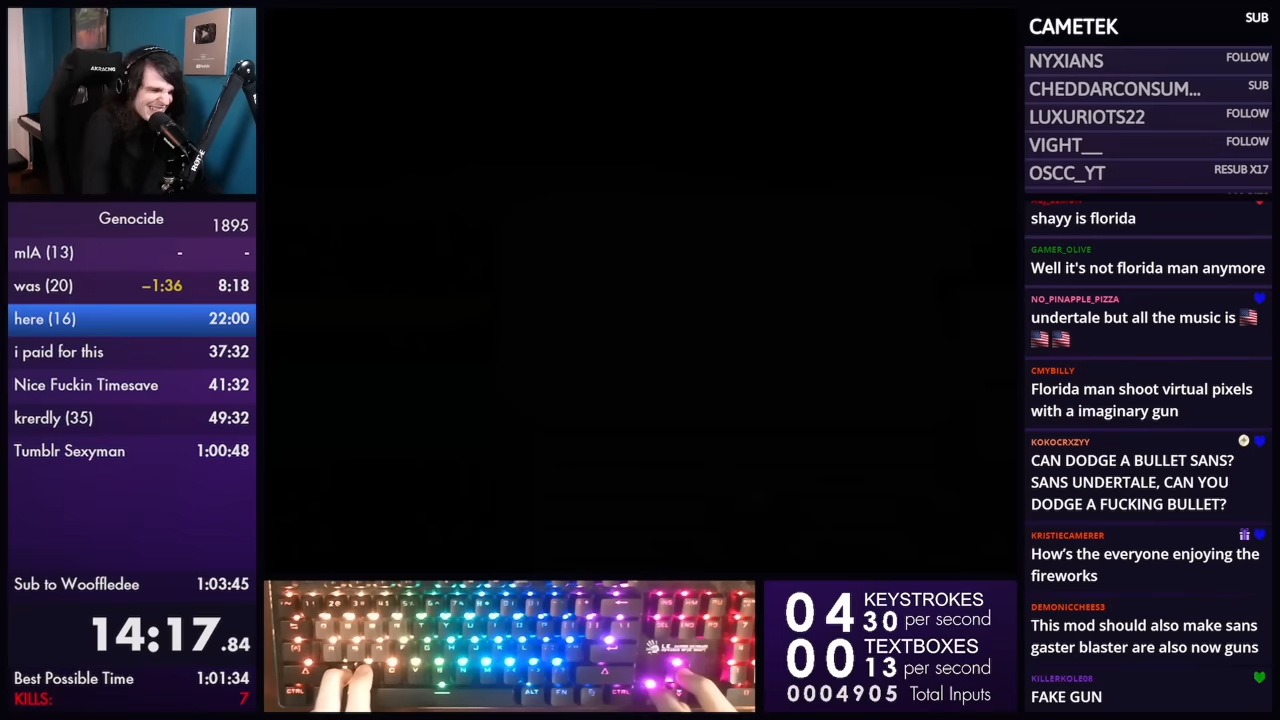 AKRACING
RØDE
Genocide
1895
mIA (13) - -
was (20) −1:36 8:18
here (16) 22:00
i paid for this 37:32
Nice Fuckin Timesave 41:32
krerdly (35) 49:32
Tumblr Sexyman 1:00:48
Sub to Wooffledee 1:03:45
14:17.84
Best Possible Time 1:01:34
KILLS: 7
CTRL
ALT FN CTRL
04 KEYSTROKES
30 per second
00 TEXTBOXES
13 per second
0004905 Total Inputs
CAMETEK SUB
NYXIANS FOLLOW
CHEDDARCONSUM... SUB
LUXURIOTS22 FOLLOW
VIGHT__ FOLLOW
OSCC_YT RESUB X17
shayy is florida
GAMER_OLIVE
Well it's not florida man anymore
NO_PINAPPLE_PIZZA
undertale but all the music is
CMYBILLY
Florida man shoot virtual pixels
with a imaginary gun
KOKOCRXZYY
CAN DODGE A BULLET SANS?
SANS UNDERTALE, CAN YOU
DODGE A FUCKING BULLET?
KRISTIECAMERER
How’s the everyone enjoying the
fireworks
DEMONICCHEES3
This mod should also make sans
gaster blaster are also now guns
KILLERKOLE08
FAKE GUN